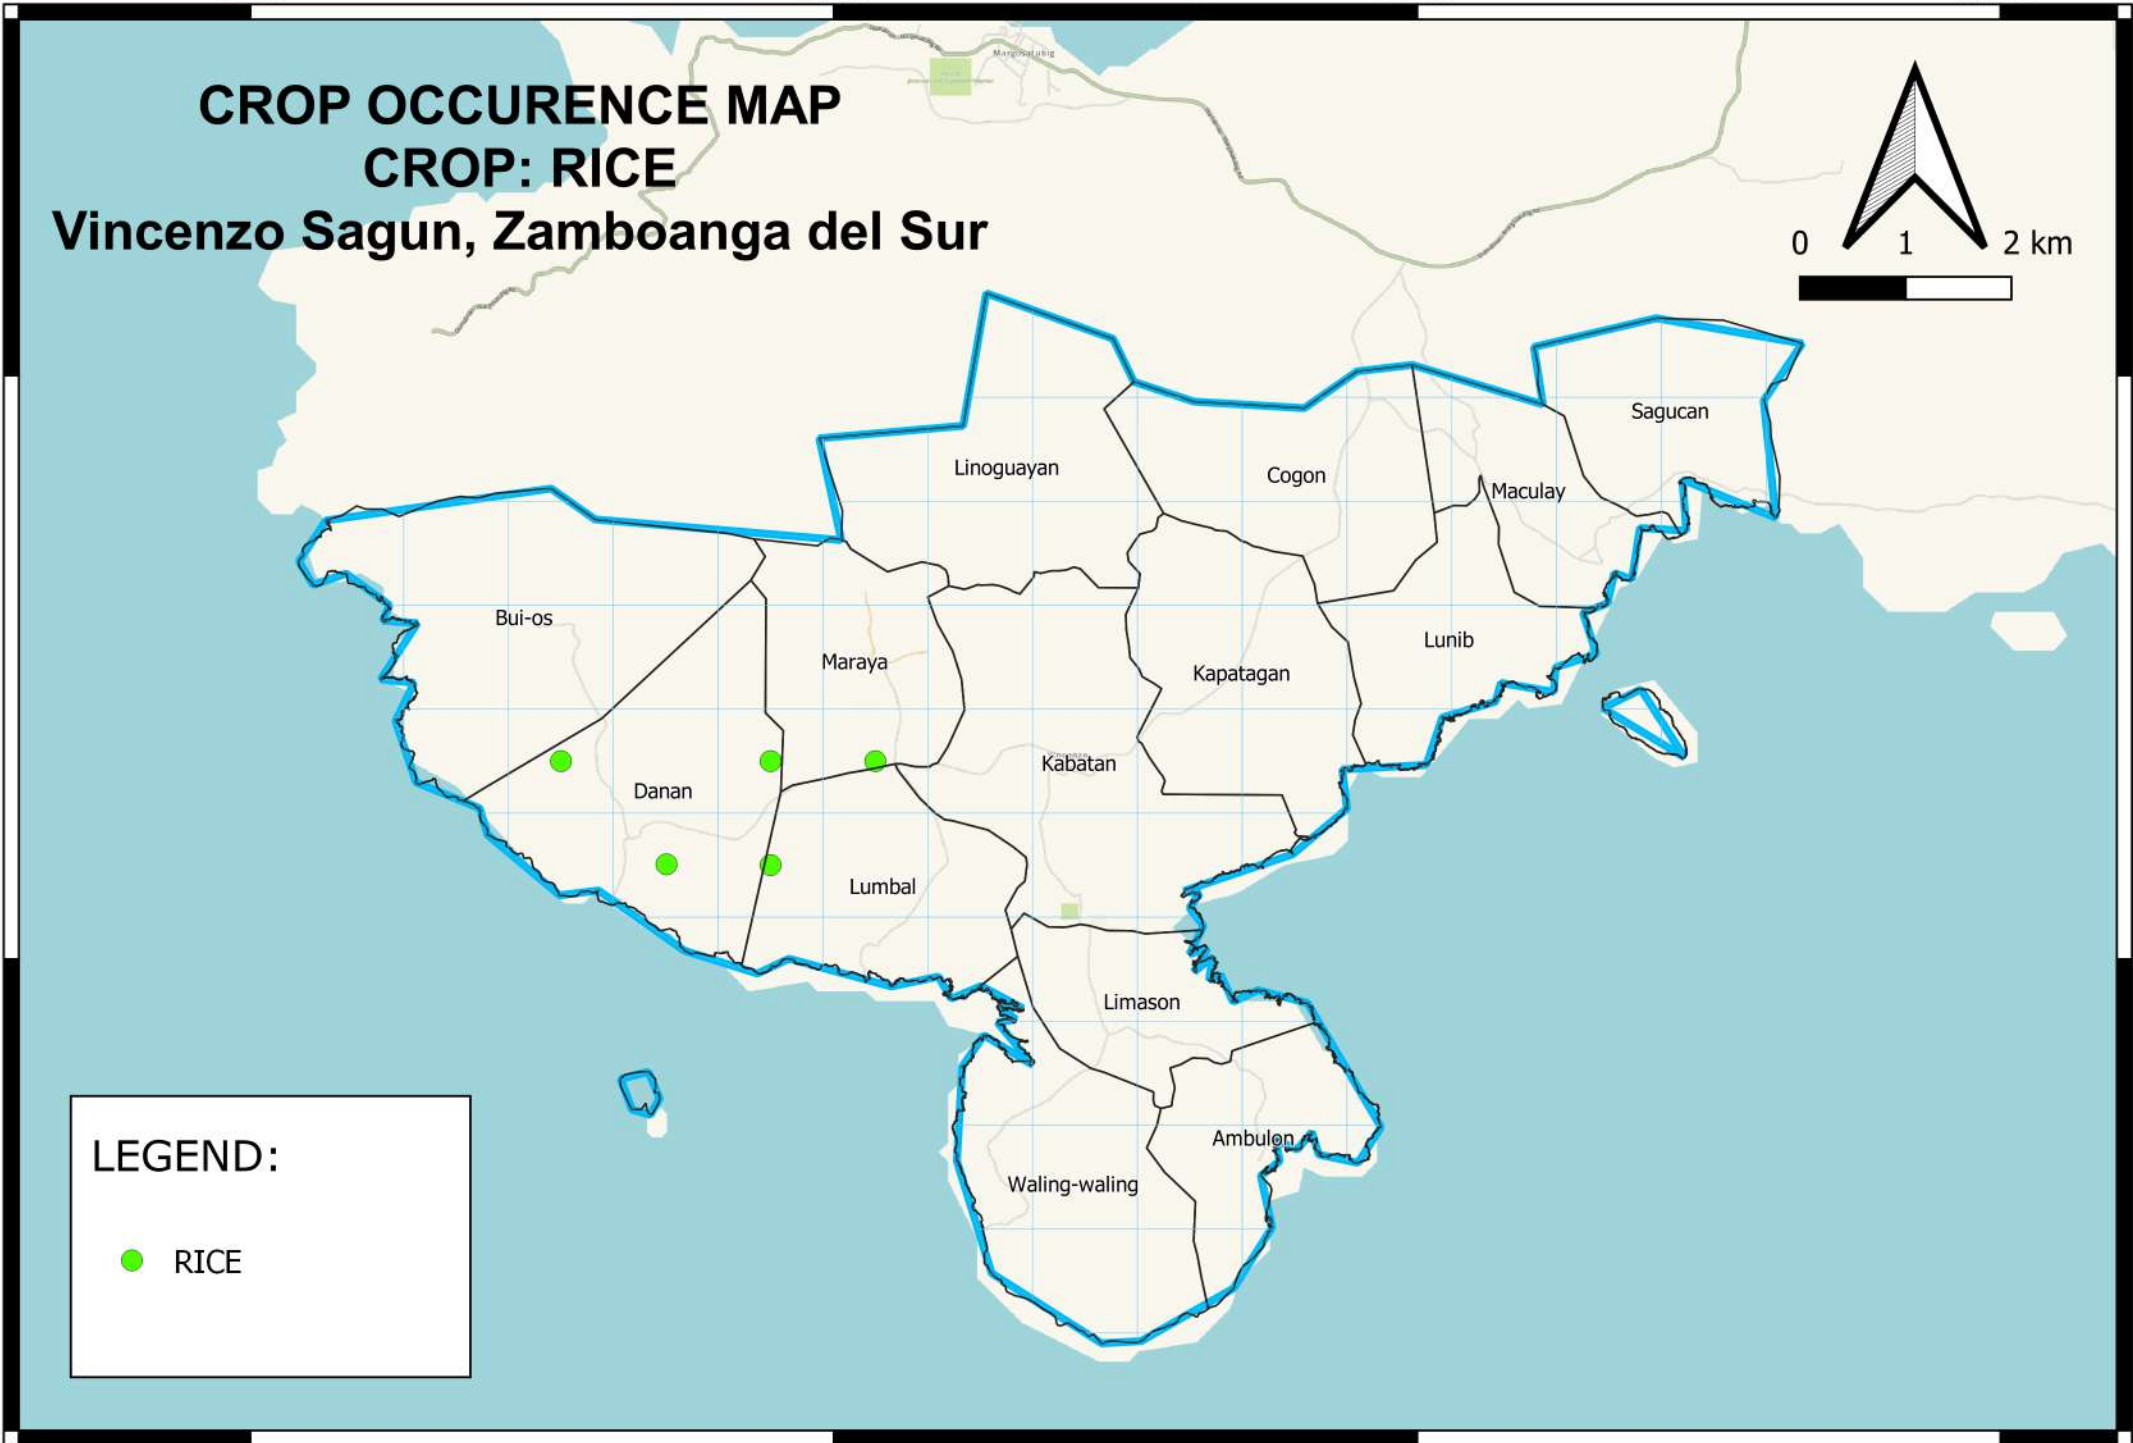 CROP OCCURENCE MAP
CROP: RICE
Vincenzo Sagun, Zamboanga del Sur
Margosatubig
0 1 2 km
Sagucan
Linoguayan
Cogon
Maculay
Bui-os
Lunib
Maraya
Kapatagan
Kabatan
Danan
Lumbal
Limason
Ambulon
Waling-waling
LEGEND:
RICE